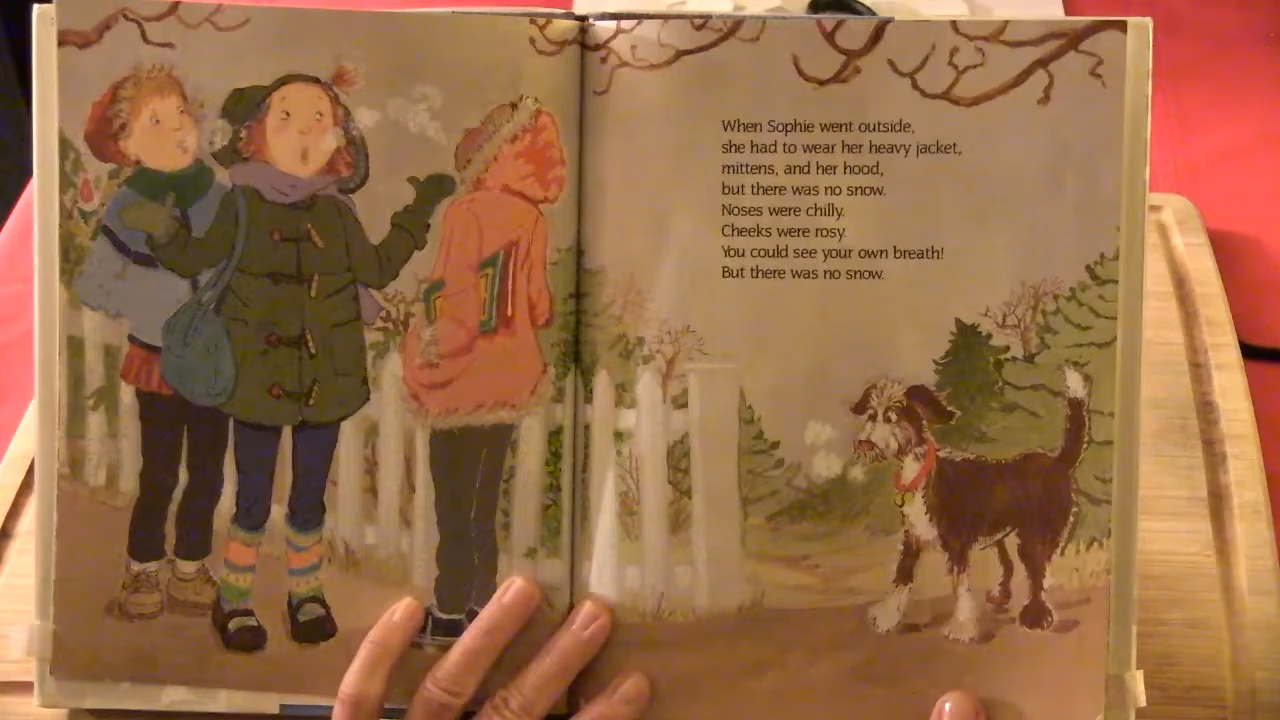 When Sophie went outside,
she had to wear her heavy jacket,
mittens, and her hood,
but there was no snow.
Noses were chilly.
Cheeks were rosy.
You could see your own breath!
But there was no snow.